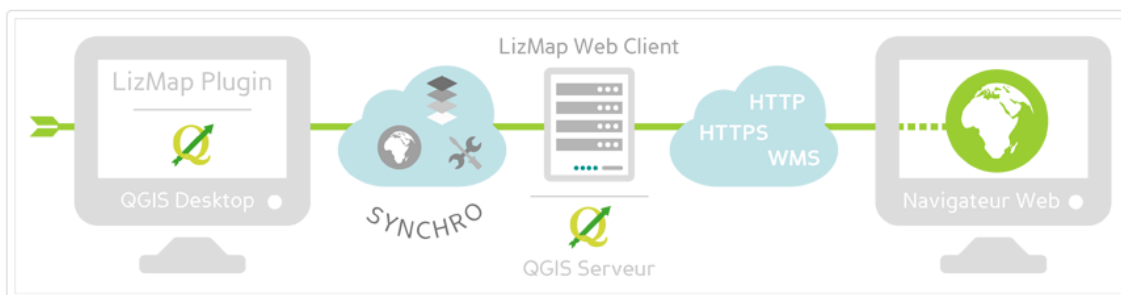 LizMap Plugin
QGIS Desktop
SYNCHRO
LizMap Web Client
QGIS Serveur
HTTP
HTTPS
WMS
Navigateur Web